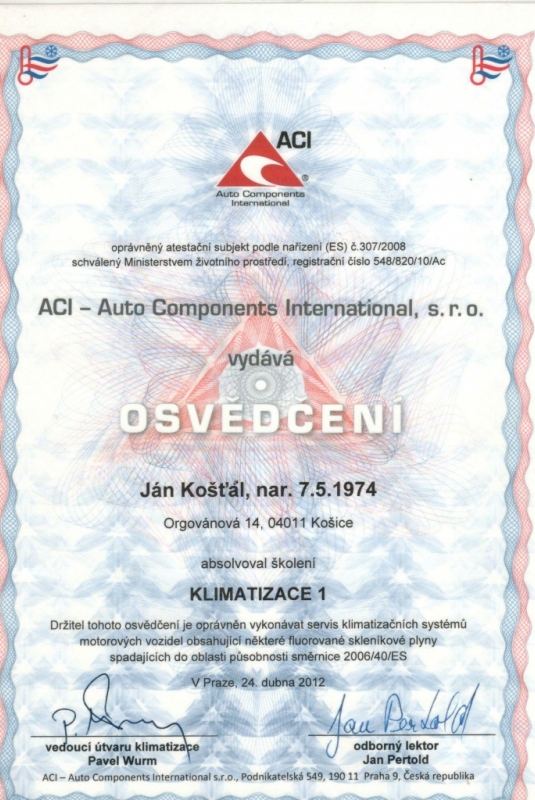 ACI
®
Auto Components
International
oprávněný atestační subjekt podle nařízení (ES) č.307/2008
schválený Ministerstvem životního prostředí, registrační číslo 548/820/10/Ac
ACI – Auto Components International, s. r. o.
vydává
OSVĚDČENÍ
Ján Košťál, nar. 7.5.1974
Orgovánová 14, 04011 Košice
absolvoval školení
KLIMATIZACE 1
Držitel tohoto osvědčení je oprávněn vykonávat servis klimatizačních systémů
motorových vozidel obsahující některé fluorované skleníkové plyny
spadajících do oblasti působnosti směrnice 2006/40/ES
V Praze, 24. dubna 2012
Jan Pertold
vedoucí útvaru klimatizace
Pavel Wurm
odborný lektor
Jan Pertold
ACI – Auto Components International s.r.o., Podnikatelská 549, 190 11 Praha 9, Česká republika